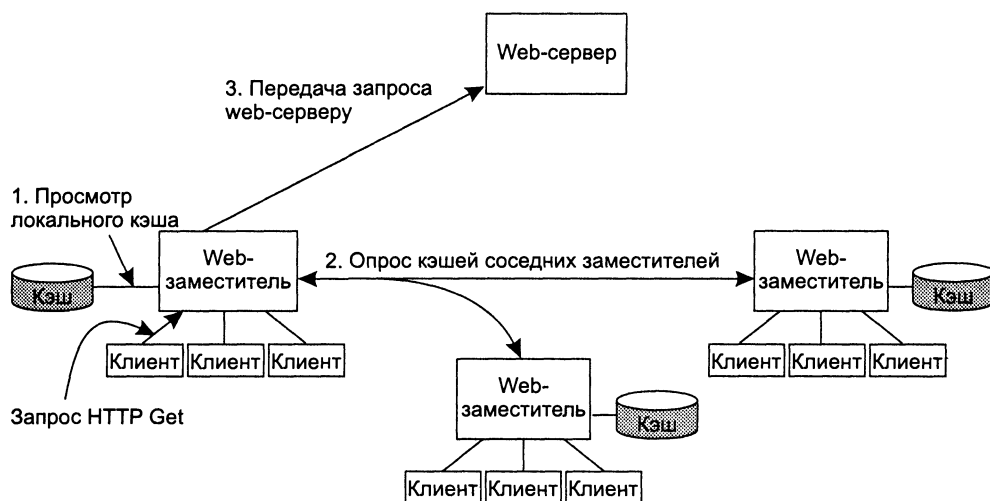 Web-сервер
3. Передача запроса
web-серверу
1. Просмотр
локального кэша
Web-
заместитель
2. Опрос кэшей соседних заместителей
Web-
заместитель
Кэш
Кэш
Клиент
Клиент
Клиент
Клиент
Клиент
Клиент
Запрос HTTP Get
Web-
заместитель
Кэш
Клиент
Клиент
Клиент